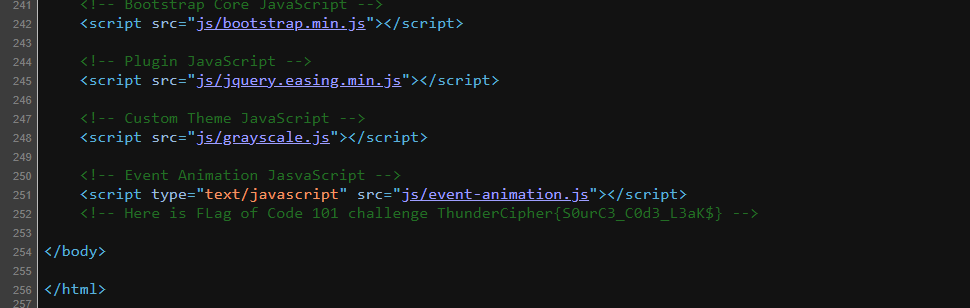 241 <!-- Bootstrap Core JavaScript -->
242 <script src="js/bootstrap.min.js"></script>
243
244 <!-- Plugin JavaScript -->
245 <script src="js/jquery.easing.min.js"></script>
246
247 <!-- Custom Theme JavaScript -->
248 <script src="js/grayscale.js"></script>
249
250 <!-- Event Animation JasvaScript -->
251 <script type="text/javascript" src="js/event-animation.js"></script>
252 <!-- Here is FLag of Code 101 challenge ThunderCipher{S0urC3_C0d3_L3aK$} -->
253
254 </body>
255
256 </html>
257